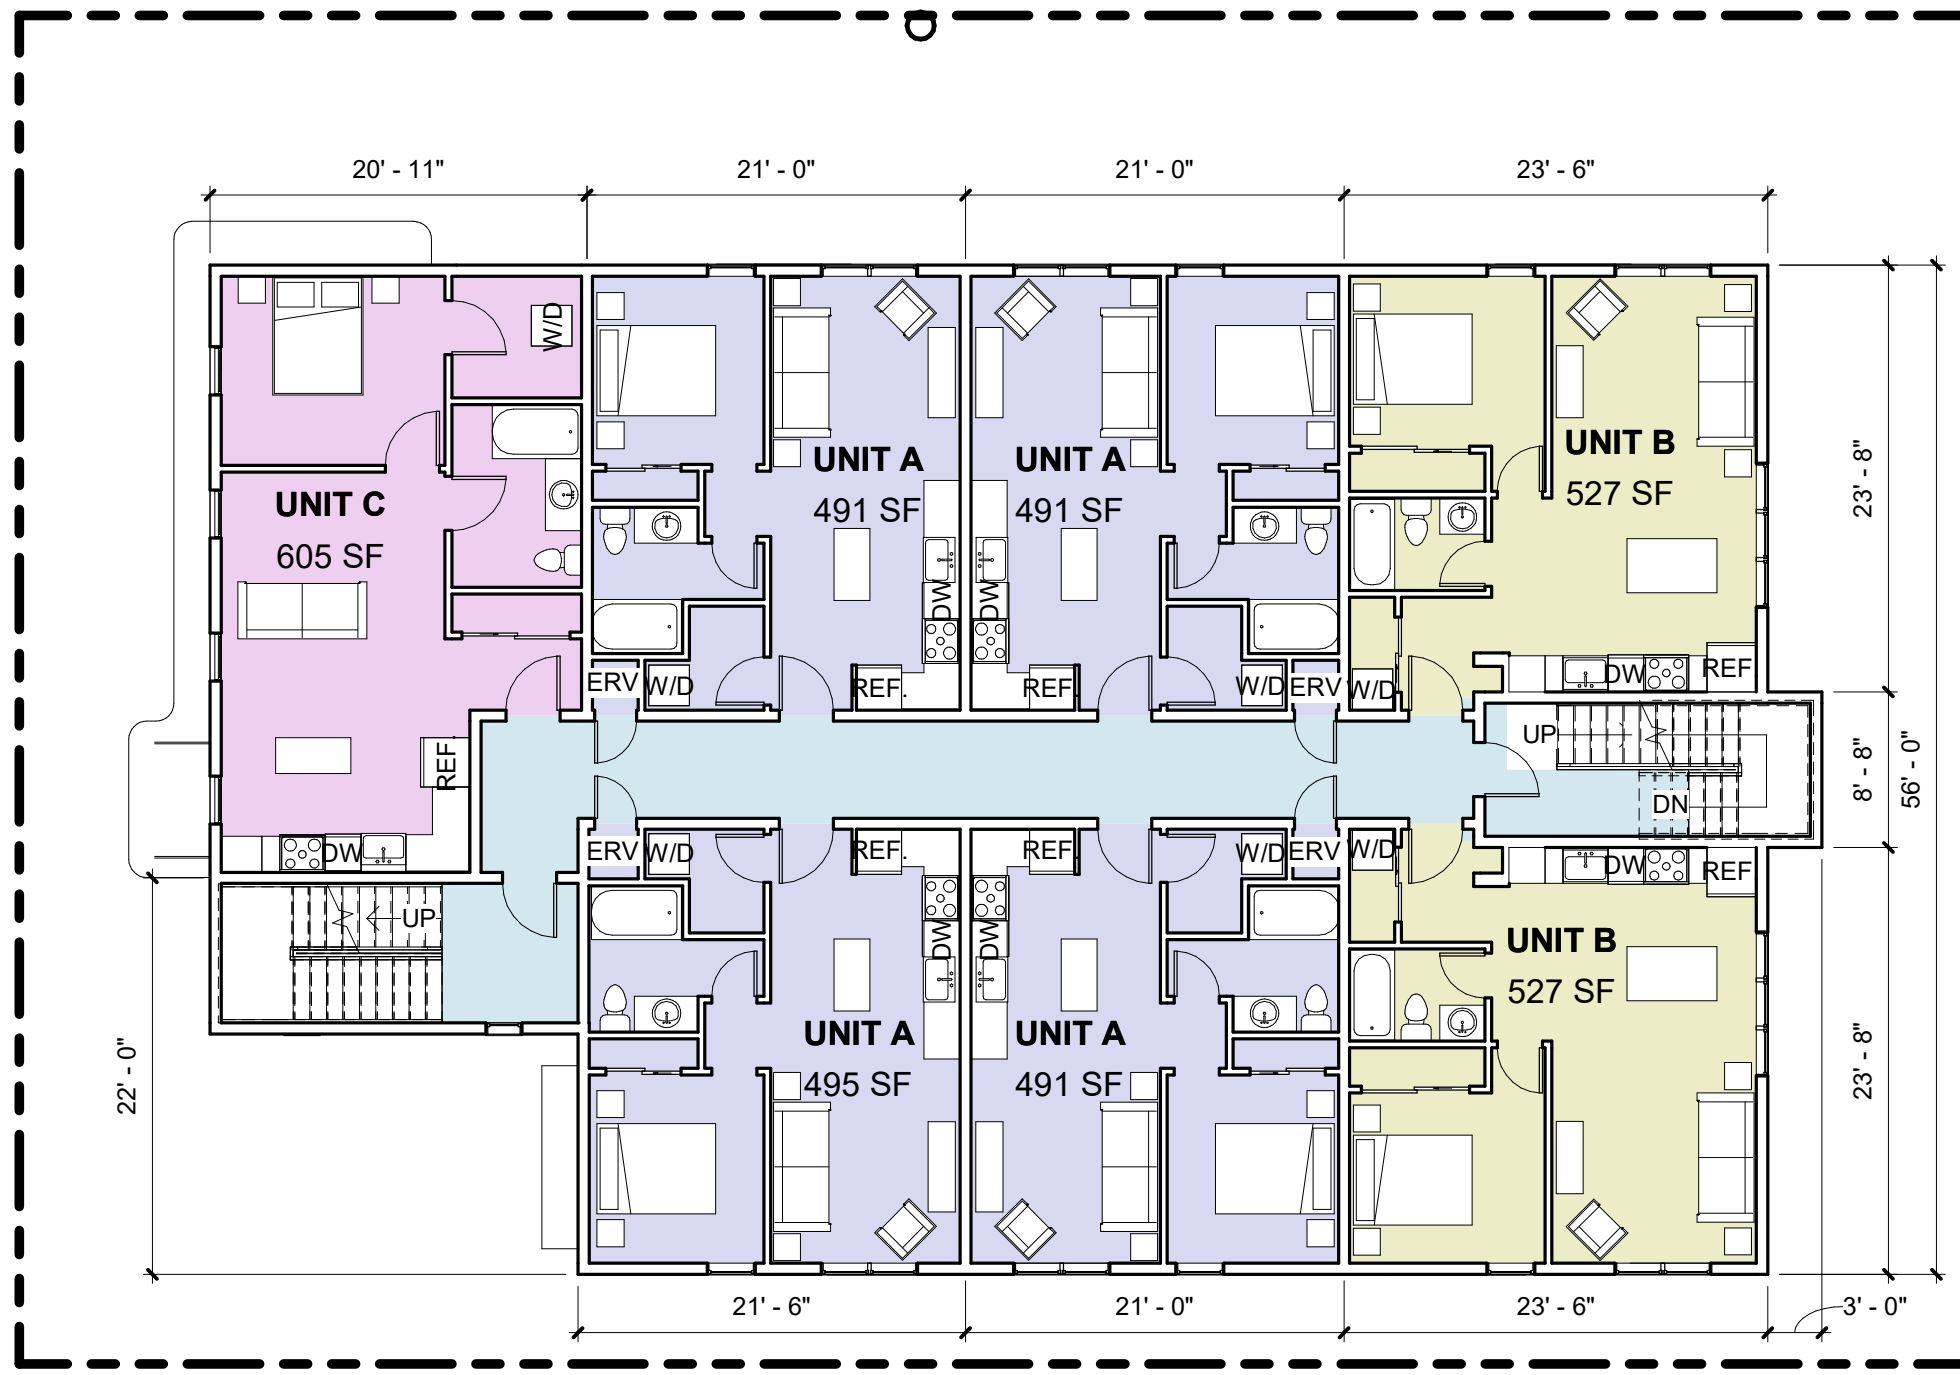 20' - 11"
21' - 0"
21' - 0"
23' - 6"
W/D
UNIT C
605 SF
UNIT A
491 SF
UNIT A
491 SF
UNIT B
527 SF
23' - 8"
DW
DW
ERV
W/D
REF.
REF.
W/D
ERV
W/D
DW
REF
REF.
UP
DN
8' - 8"
56' - 0"
DW
ERV
W/D
REF.
REF.
W/D
ERV
W/D
DW
REF
UP
DW
DW
UNIT B
527 SF
UNIT A
495 SF
UNIT A
491 SF
22' - 0"
23' - 8"
21' - 6"
21' - 0"
23' - 6"
3' - 0"